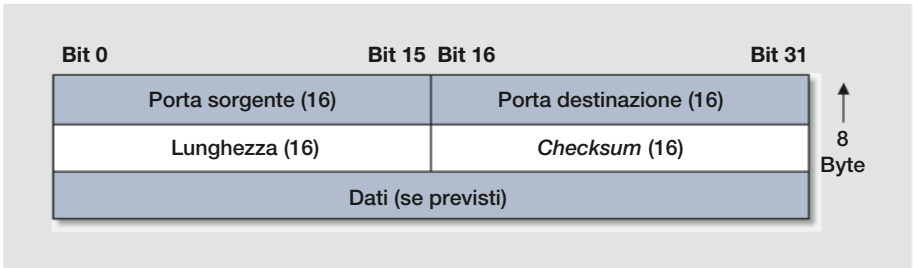 Bit 0 Bit 15 Bit 16 Bit 31
Porta sorgente (16) Porta destinazione (16)
Lunghezza (16) Checksum (16)
8
Byte
Dati (se previsti)